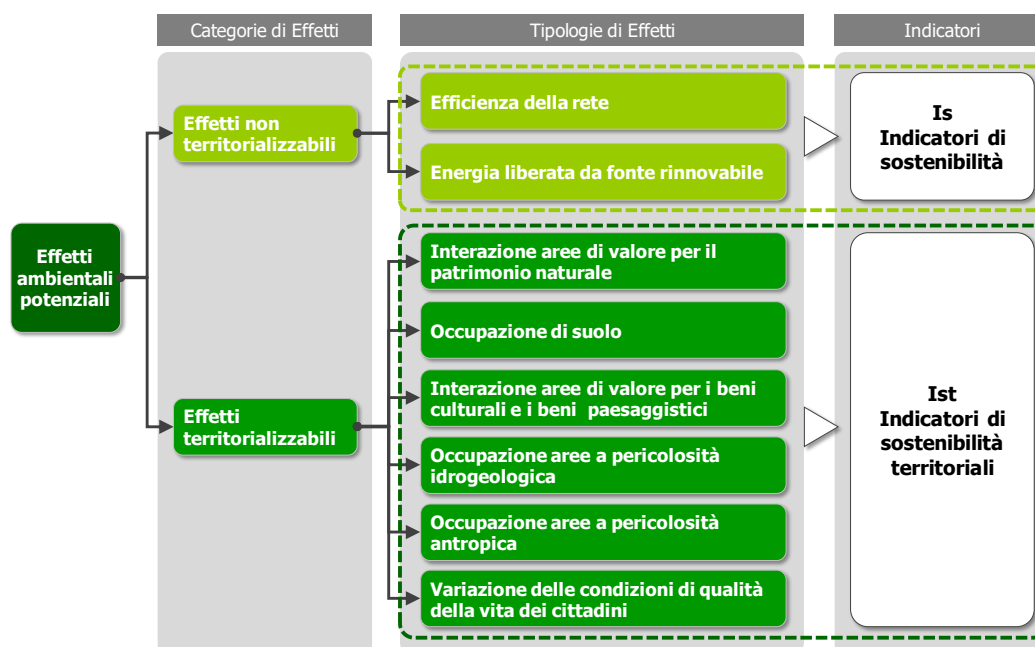 Categorie di Effetti
Tipologie di Effetti
Indicatori
Effetti
ambientali
potenziali
Effetti non
territorializzabili
Efficienza della rete
Energia liberata da fonte rinnovabile
Is
Indicatori di
sostenibilità
Effetti
territorializzabili
Interazione aree di valore per il
patrimonio naturale
Occupazione di suolo
Interazione aree di valore per i beni
culturali e i beni paesaggistici
Occupazione aree a pericolosità
idrogeologica
Occupazione aree a pericolosità
antropica
Variazione delle condizioni di qualità
della vita dei cittadini
Ist
Indicatori di
sostenibilità
territoriali